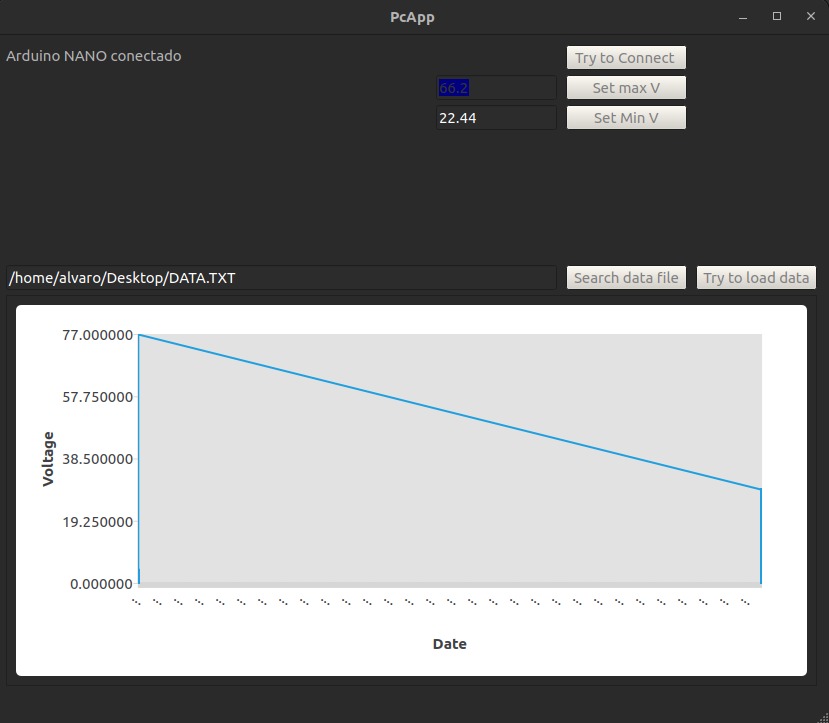 PcApp
Arduino NANO conectado
Try to Connect
66.2
Set max V
22.44
Set Min V
/home/alvaro/Desktop/DATA.TXT
Search data file
Try to load data
77.000000
57.750000
38.500000
19.250000
0.000000
Voltage
Date